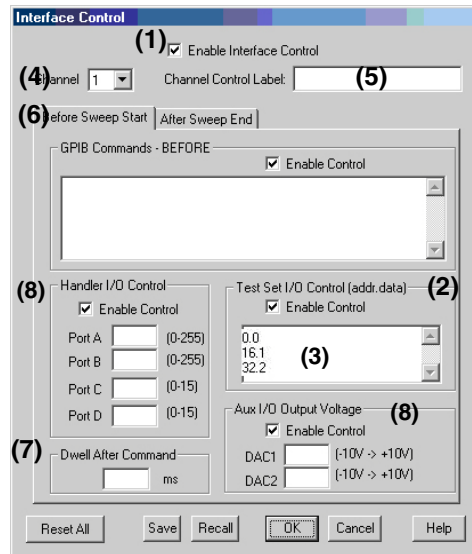 Interface Control
(1) Enable Interface Control
(4) Channel 1 Channel Control Label: (5)
(6) Before Sweep Start After Sweep End
GPIB Commands - BEFORE
Enable Control
(8) Handler I/O Control
Enable Control
Port A (0-255)
Port B (0-255)
Port C (0-15)
Port D (0-15)
Test Set I/O Control (addr.data) (2)
Enable Control
0.0
16.1 (3)
32.2
(7) Dwell After Command
ms
Aux I/O Output Voltage (8)
Enable Control
DAC1 (-10V -> +10V)
DAC2 (-10V -> +10V)
Reset All Save Recall OK Cancel Help